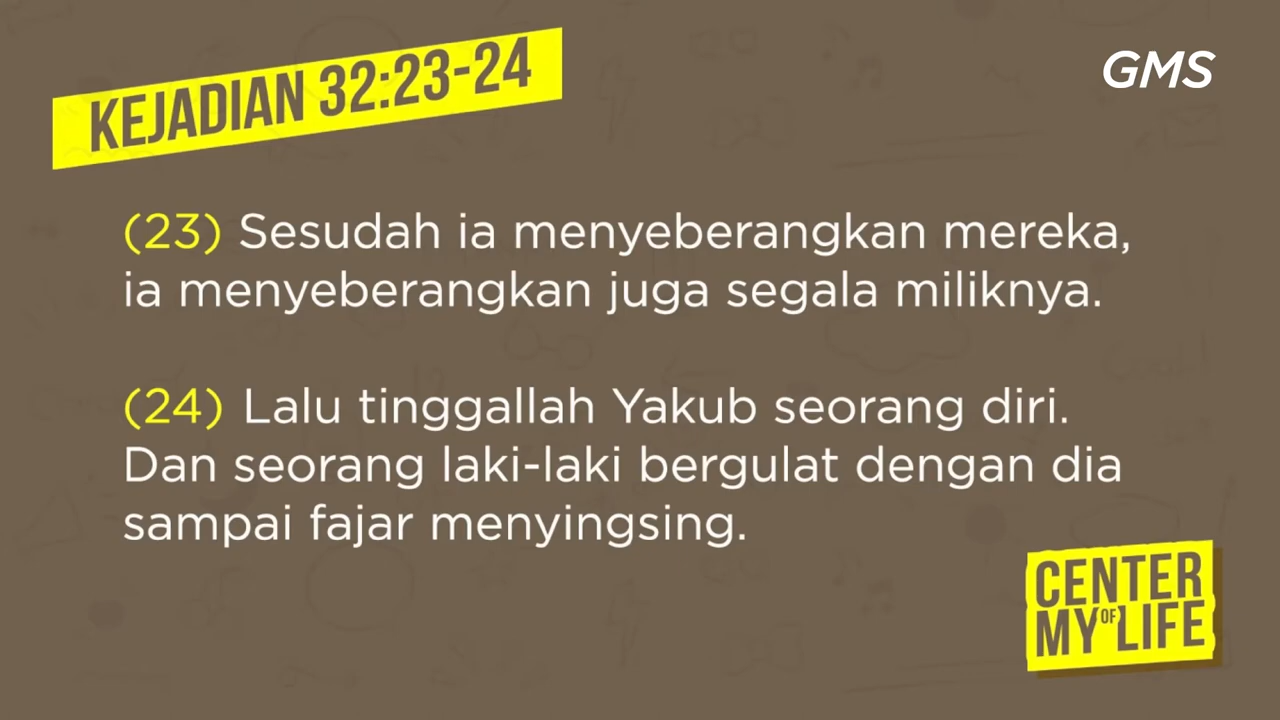 KEJADIAN 32:23-24
GMS
(23) Sesudah ia menyeberangkan mereka,
ia menyeberangkan juga segala miliknya.
(24) Lalu tinggallah Yakub seorang diri.
Dan seorang laki-laki bergulat dengan dia
sampai fajar menyingsing.
CENTER
MY OF LIFE